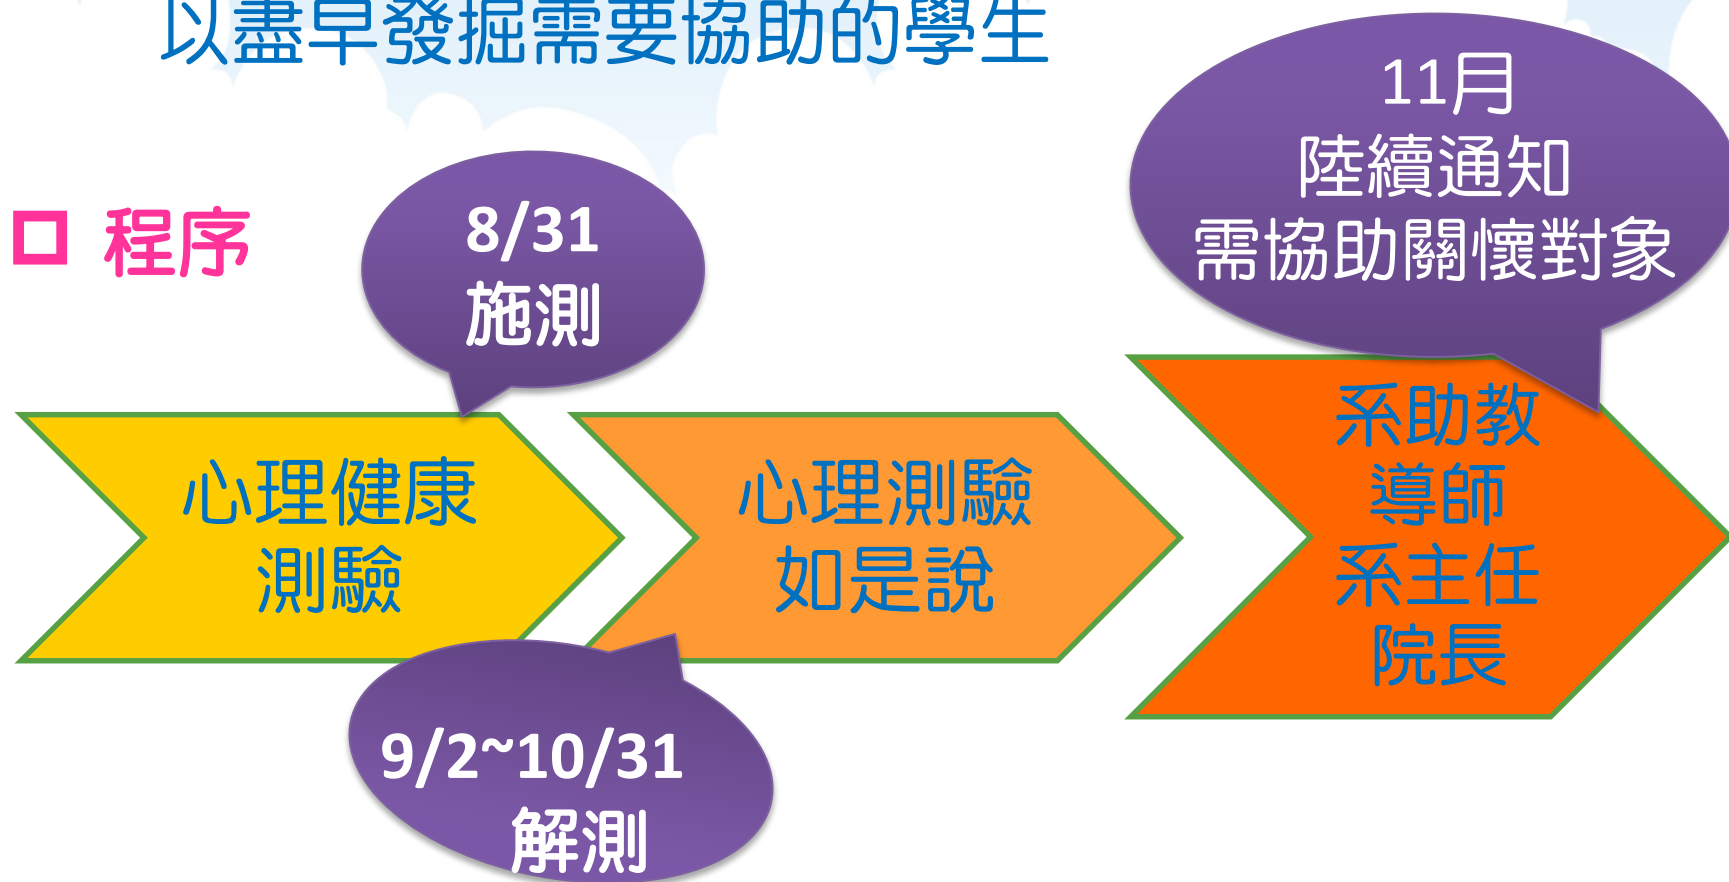 以盡早發掘需要協助的學生
程序
8/31
施測
11月
陸續通知
需協助關懷對象
心理健康
測驗
心理測驗
如是說
系助教
導師
系主任
院長
9/2~10/31
解測